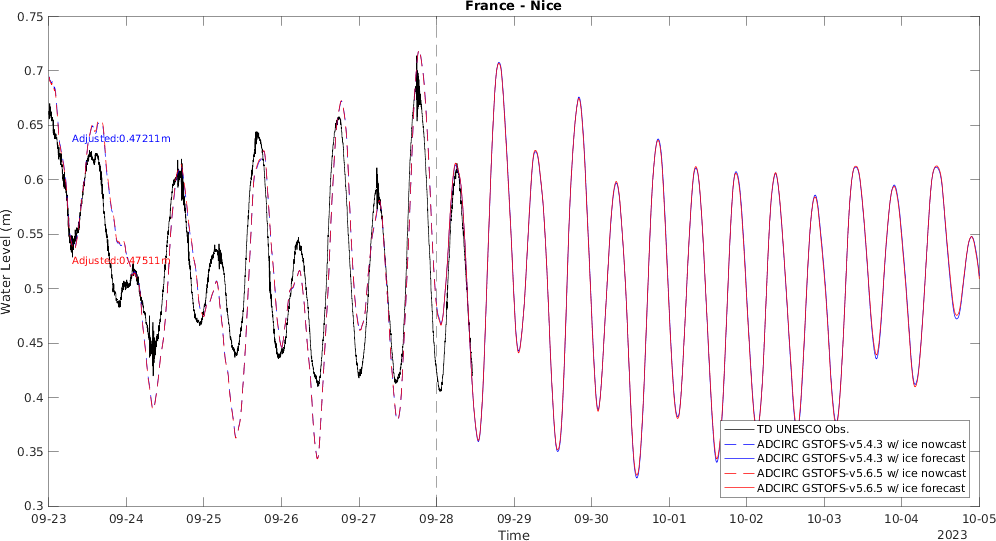 France - Nice
0.75
0.7
0.65
0.6
0.55
0.5
0.45
0.4
0.35
0.3
Water Level (m)
Adjusted:0.47211m
Adjusted:0.47511m
TD UNESCO Obs.
ADCIRC GSTOFS-v5.4.3 w/ ice nowcast
ADCIRC GSTOFS-v5.4.3 w/ ice forecast
ADCIRC GSTOFS-v5.6.5 w/ ice nowcast
ADCIRC GSTOFS-v5.6.5 w/ ice forecast
09-23 09-24 09-25 09-26 09-27 09-28 09-29 09-30 10-01 10-02 10-03 10-04 10-05
Time
2023